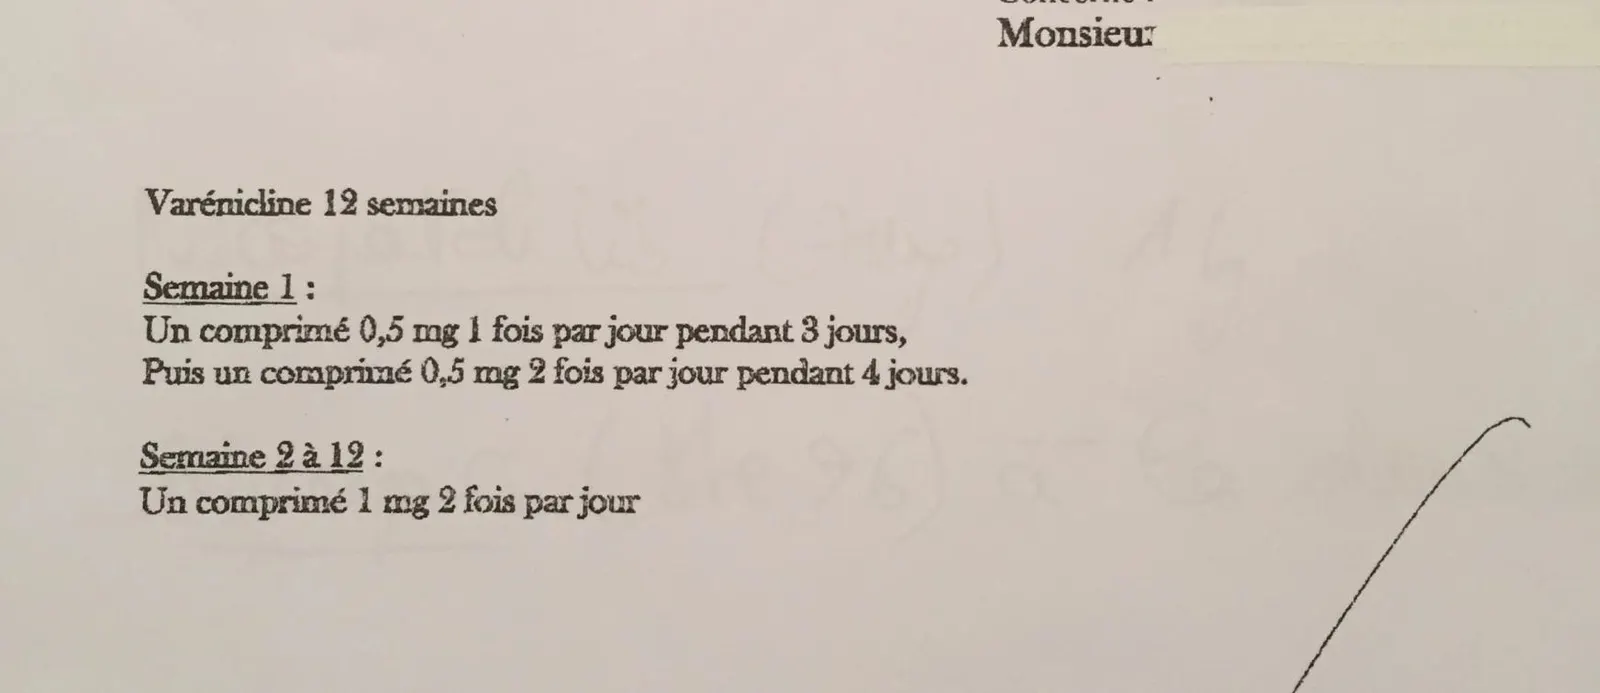 Monsieur
Varénicline 12 semaines
Semaine 1 :
Un comprimé 0,5 mg 1 fois par jour pendant 3 jours,
Puis un comprimé 0,5 mg 2 fois par jour pendant 4 jours.
Semaine 2 à 12 :
Un comprimé 1 mg 2 fois par jour